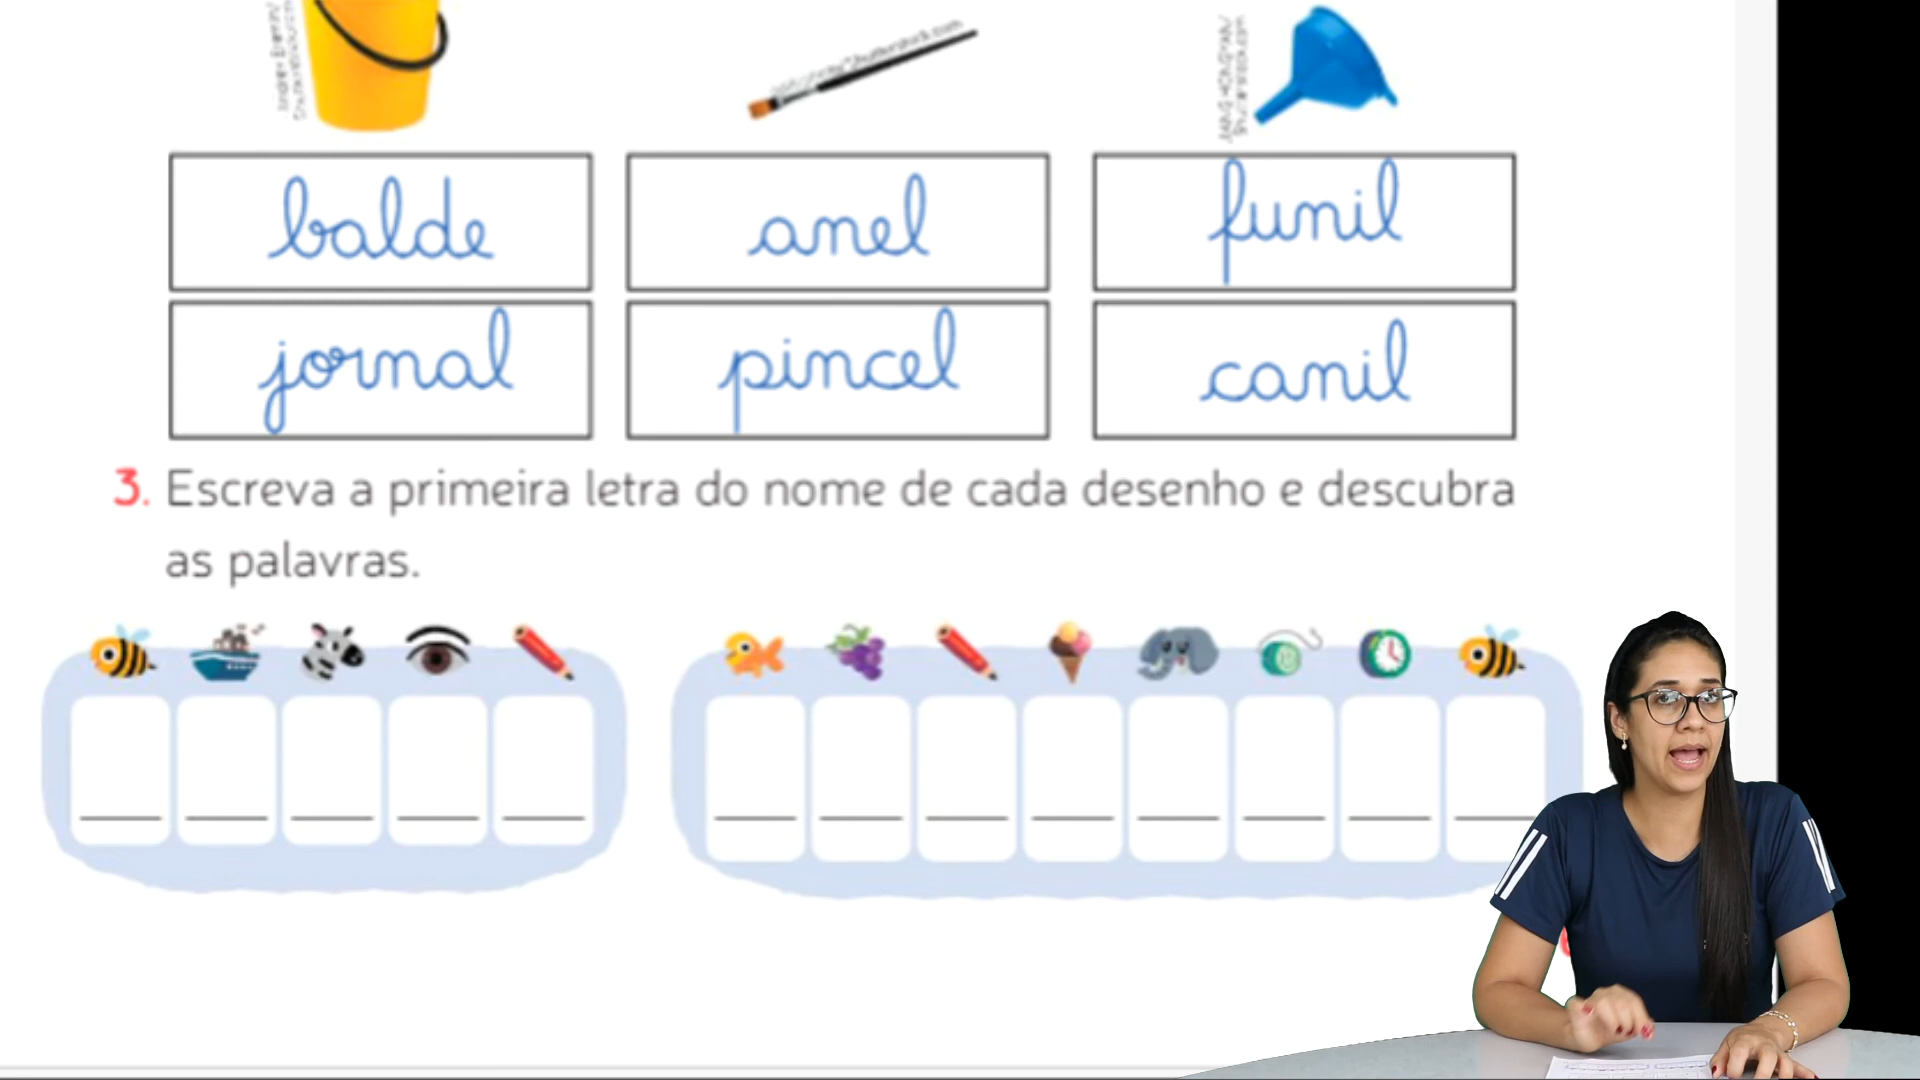 balde anel funil
jornal pincel canil
3. Escreva a primeira letra do nome de cada desenho e descubra
as palavras.